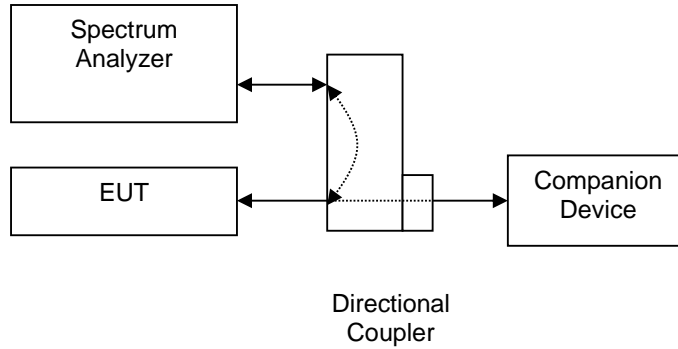 Spectrum
Analyzer
EUT
Companion
Device
Directional
Coupler